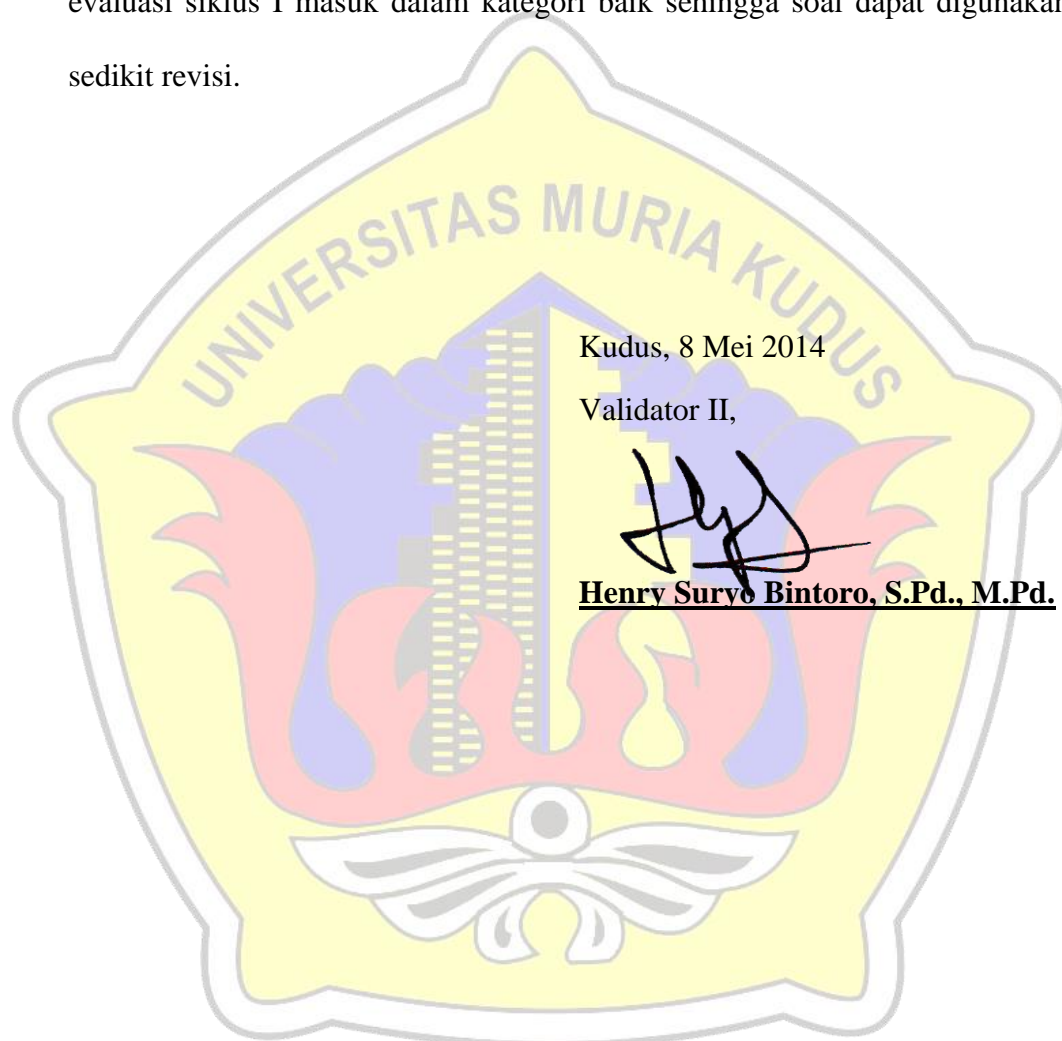 evaluasi siklus I masuk dalam kategori baik sehingga soal dapat digunakan
sedikit revisi.
UNIVERSITAS MURIA KUDUS
Kudus, 8 Mei 2014
Validator II,
Henry Suryo Bintoro, S.Pd., M.Pd.